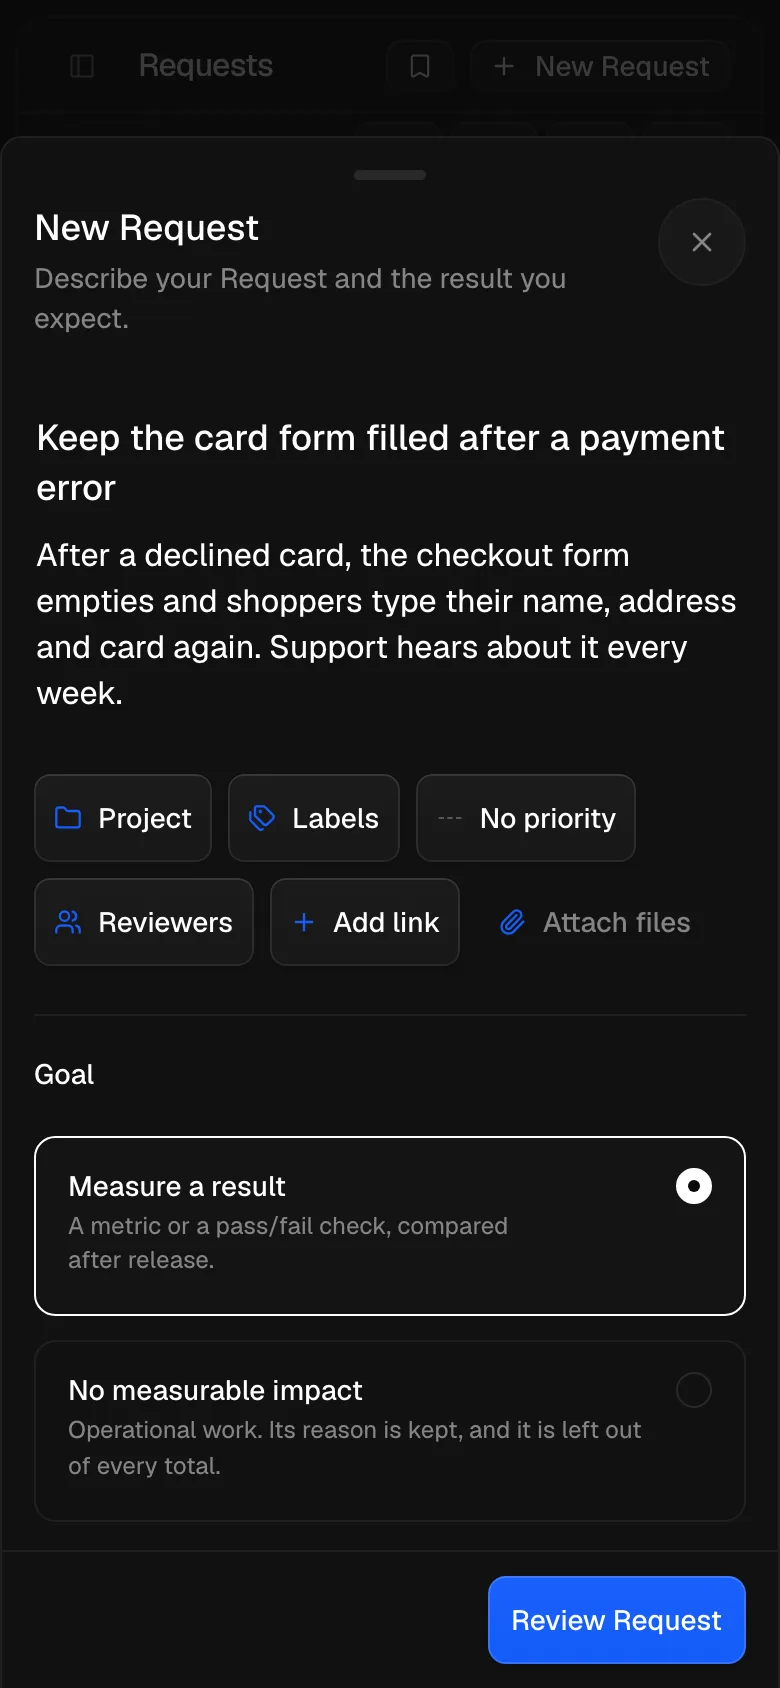 Requests
New Request
New Request
Describe your Request and the result you
expect.
Keep the card form filled after a payment
error
After a declined card, the checkout form
empties and shoppers type their name, address
and card again. Support hears about it every
week.
Project
Labels
No priority
Reviewers
Add link
Attach files
Goal
Measure a result
A metric or a pass/fail check, compared
after release.
No measurable impact
Operational work. Its reason is kept, and it is left out
of every total.
Review Request